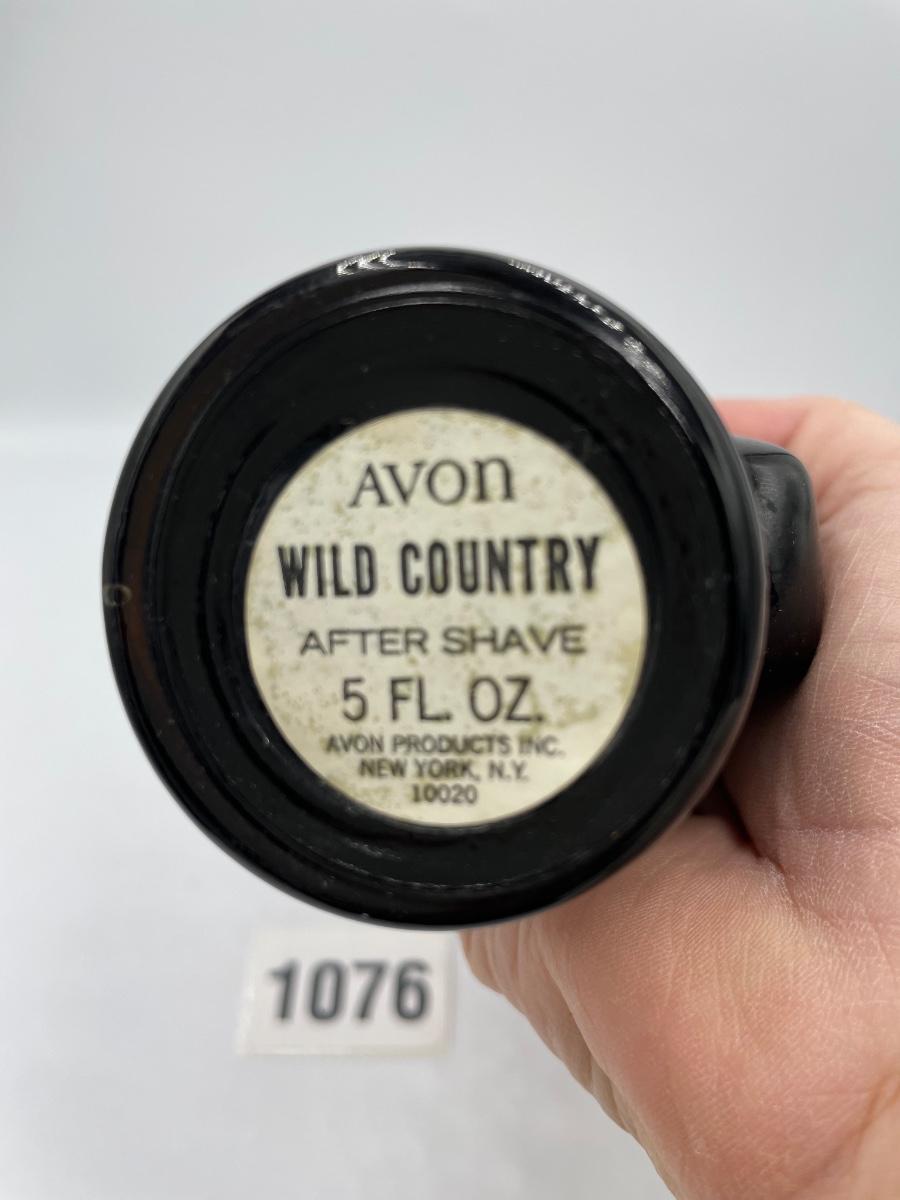 AVON
WILD COUNTRY
AFTER SHAVE
5 FL. OZ.
AVON PRODUCTS INC.
NEW YORK, N.Y.
10020
1076